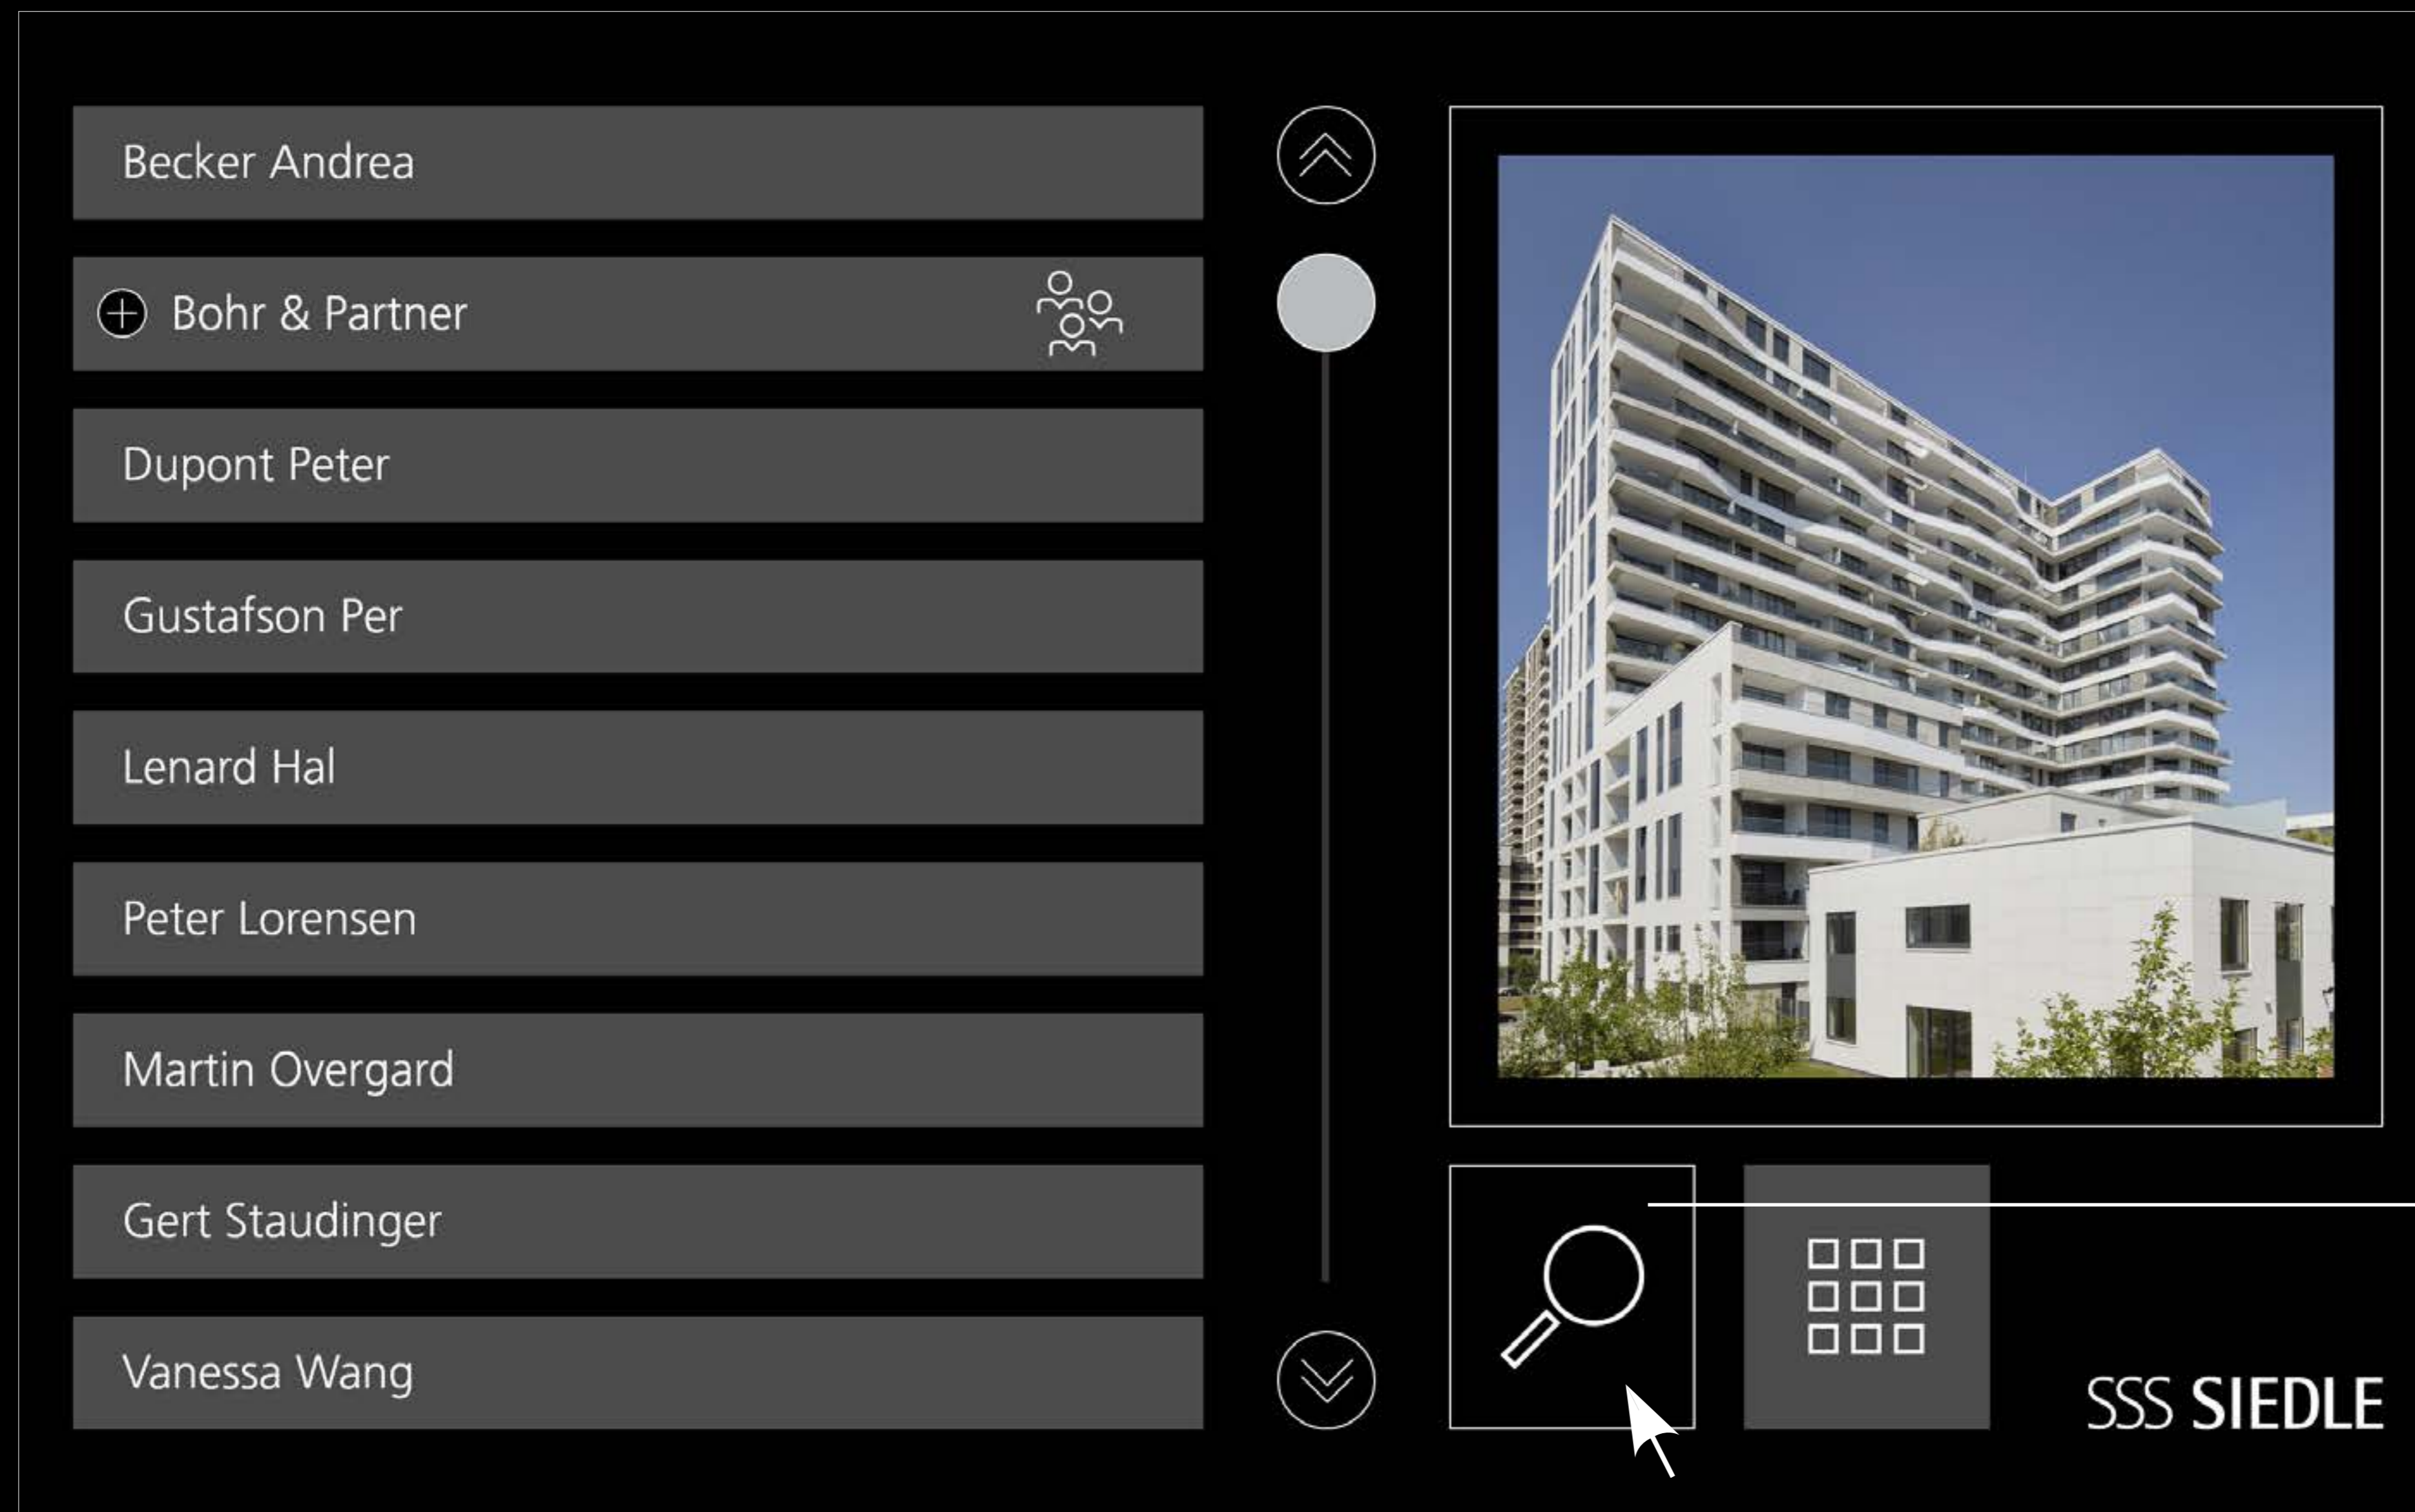 Becker Andrea
Bohr & Partner
Dupont Peter
Gustafson Per
Lenard Hal
Peter Lorensen
Martin Overgard
Gert Staudinger
Vanessa Wang
SSS SIEDLE